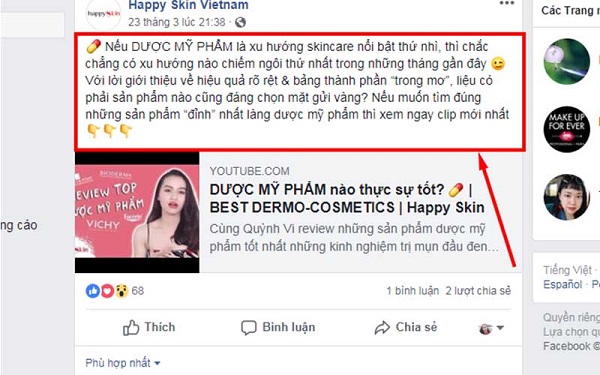 happy skin
Happy Skin Vietnam
23 tháng 3 lúc 21:38
💊 Nếu DƯỢC MỸ PHẨM là xu hướng skincare nổi bật thứ nhì, thì chắc
chẳng có xu hướng nào chiếm ngôi thứ nhất trong những tháng gần đây 😉
Với lời giới thiệu về hiệu quả rõ rệt & bảng thành phần “trong mơ”, liệu có
phải sản phẩm nào cũng đáng chọn mặt gửi vàng? Nếu muốn tìm đúng
những sản phẩm “đỉnh” nhất làng dược mỹ phẩm thì xem ngay clip mới nhất
👇👇👇
BIODERMA
REVIEW TOP
ƯỢC MỸ PHẨM
VICHY
YOUTUBE.COM
DƯỢC MỸ PHẨM nào thực sự tốt? 💊 |
BEST DERMO-COSMETICS | Happy Skin
Cùng Quỳnh Vi review những sản phẩm dược mỹ
phẩm tốt nhất những kinh nghiệm trị mụn đầu đen...
68
1 bình luận 2 lượt chia sẻ
Thích Bình luận Chia sẻ
Phù hợp nhất
ng cáo
Các Trang n
MAKE UP
FOR EVER
Tiếng Việt ·
Español · Po
Quyền riêng
Lựa chọn qu
Facebook ©